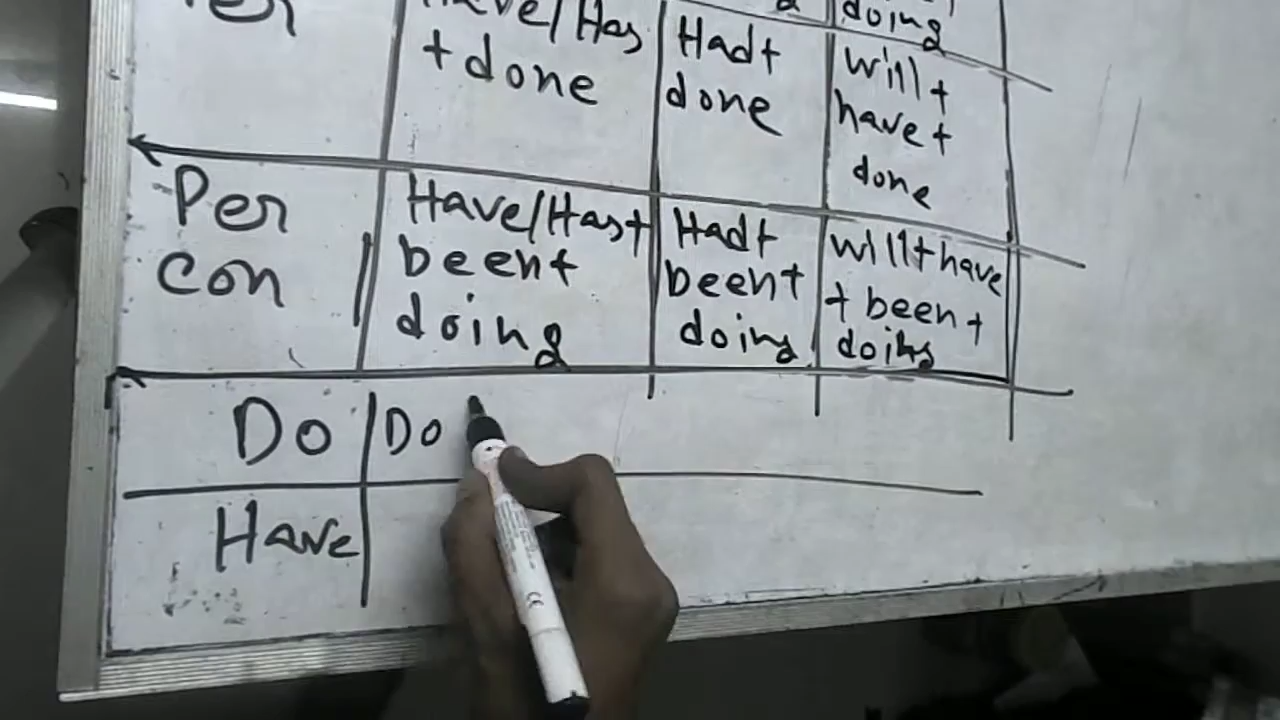 Per
Have/Has
+ done
Had+
done
doing
will +
have +
done
Per
con
Have/Has+
been+
doing
Had+
been+
doing
will+have
+ been +
doing
Do
Do
Have